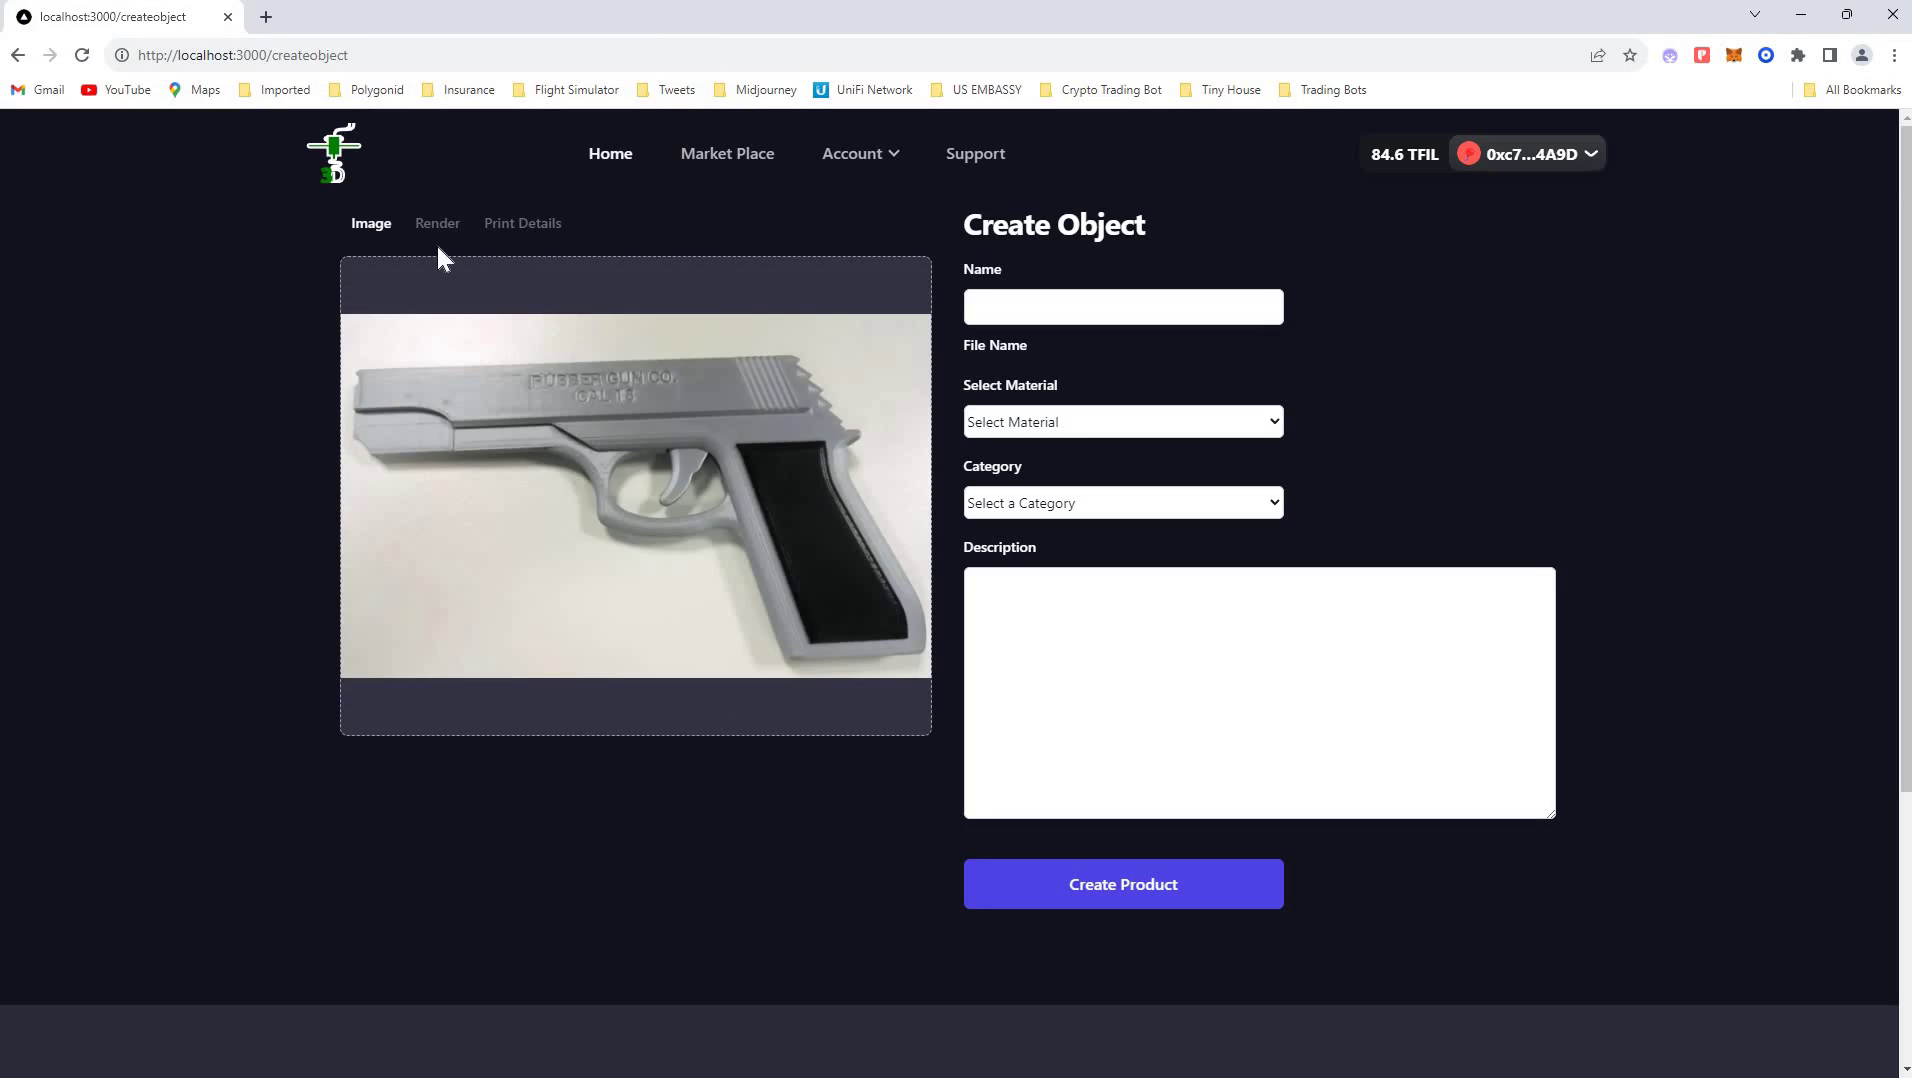 localhost:3000/createobject
http://localhost:3000/createobject
Gmail YouTube Maps Imported Polygonid Insurance Flight Simulator Tweets Midjourney UniFi Network US EMBASSY Crypto Trading Bot Tiny House Trading Bots All Bookmarks
3D
Home Market Place Account Support
84.6 TFIL 0xc7...4A9D
Image Render Print Details
Create Object
Name
File Name
Select Material
Select Material
Category
Select a Category
Description
Create Product
RUBBER GUN CO.
CAL 18